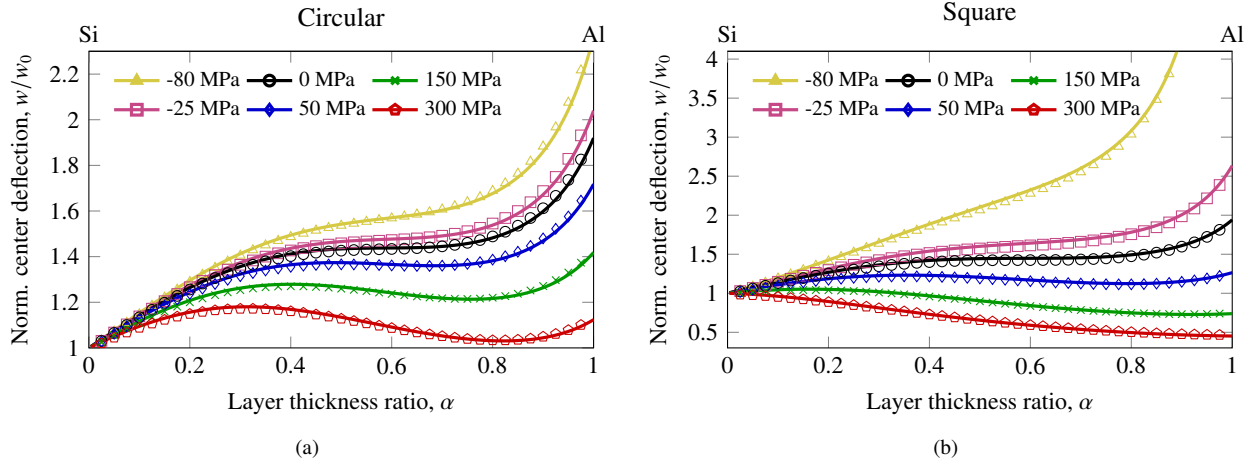 Circular
Si
Al
-80 MPa 0 MPa 150 MPa
-25 MPa 50 MPa 300 MPa
Norm. center deflection, w/w₀
2.2
2
1.8
1.6
1.4
1.2
1
0 0.2 0.4 0.6 0.8 1
Layer thickness ratio, α
(a)
Square
Si
Al
-80 MPa 0 MPa 150 MPa
-25 MPa 50 MPa 300 MPa
Norm. center deflection, w/w₀
4
3.5
3
2.5
2
1.5
1
0.5
0 0.2 0.4 0.6 0.8 1
Layer thickness ratio, α
(b)